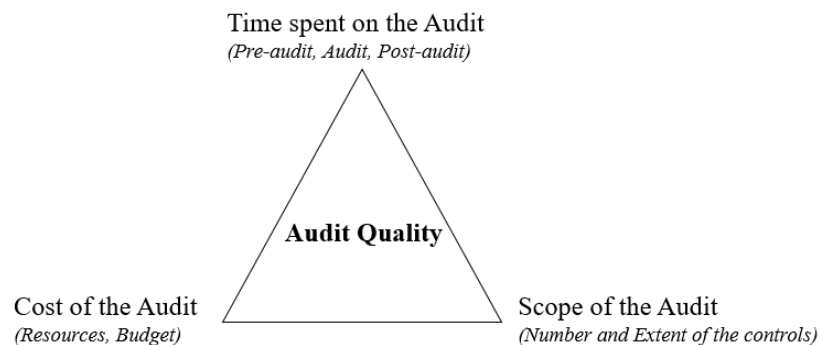 Time spent on the Audit
(Pre-audit, Audit, Post-audit)
Audit Quality
Cost of the Audit
(Resources, Budget)
Scope of the Audit
(Number and Extent of the controls)